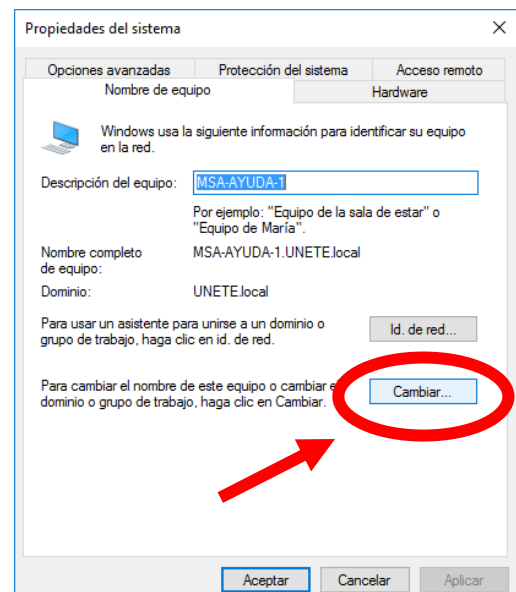 Propiedades del sistema
Opciones avanzadas Protección del sistema Acceso remoto
Nombre de equipo Hardware
Windows usa la siguiente información para identificar su equipo
en la red.
Descripción del equipo: MSA-AYUDA-1
Por ejemplo: "Equipo de la sala de estar" o
"Equipo de María".
Nombre completo MSA-AYUDA-1.UNETE.local
de equipo:
Dominio: UNETE.local
Para usar un asistente para unirse a un dominio o
grupo de trabajo, haga clic en id. de red.
Id. de red...
Para cambiar el nombre de este equipo o cambiar
dominio o grupo de trabajo, haga clic en Cambiar.
Cambiar...
Aceptar Cancelar Aplicar